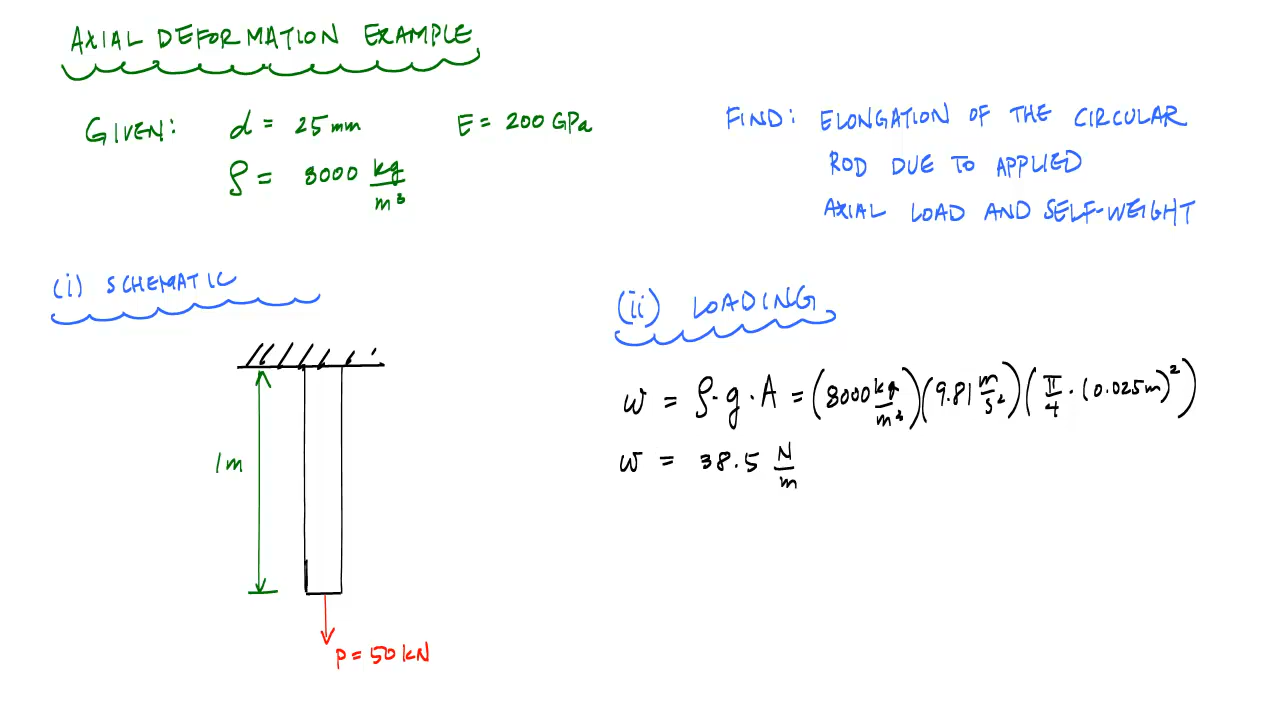 AXIAL DEFORMATION EXAMPLE
GIVEN: d = 25mm E = 200 GPa
ρ = 8000 kg/m³
FIND: ELONGATION OF THE CIRCULAR
ROD DUE TO APPLIED
AXIAL LOAD AND SELF-WEIGHT
(i) SCHEMATIC
1m
P = 50 kN
(ii) LOADING
w = ρ·g·A = (8000 kg/m³)(9.81 m/s²)(π/4 · (0.025m)²)
w = 38.5 N/m